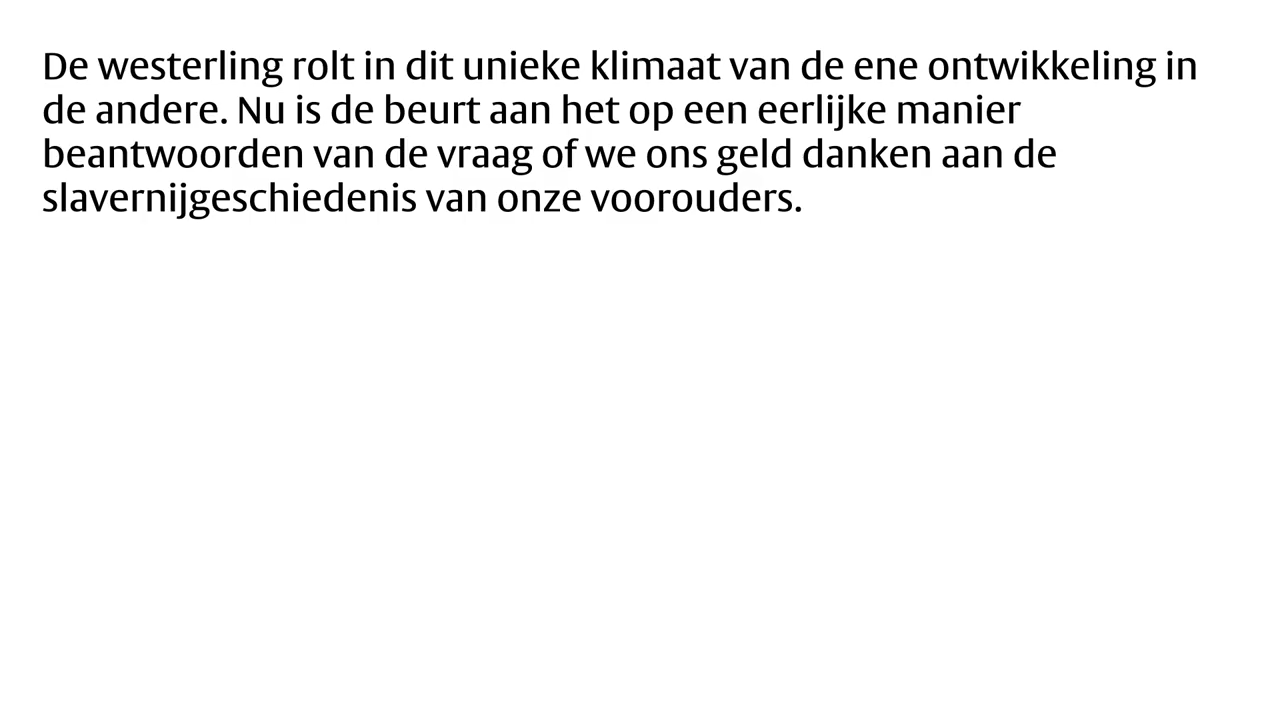 De westerling rolt in dit unieke klimaat van de ene ontwikkeling in
de andere. Nu is de beurt aan het op een eerlijke manier
beantwoorden van de vraag of we ons geld danken aan de
slavernijgeschiedenis van onze voorouders.